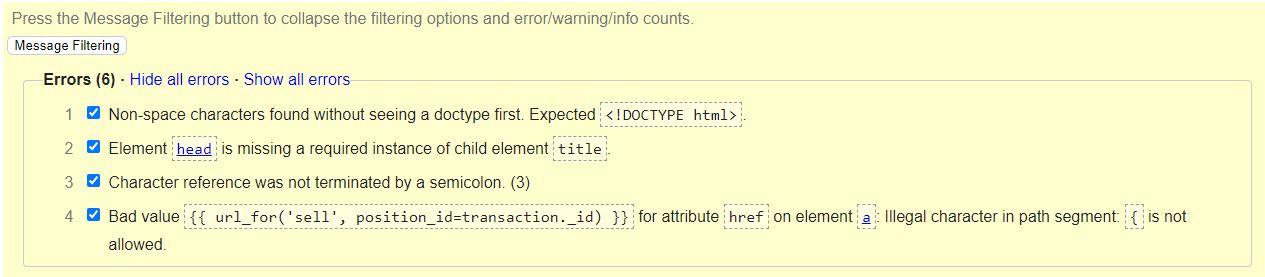 Press the Message Filtering button to collapse the filtering options and error/warning/info counts.
Message Filtering
Errors (6) · Hide all errors · Show all errors
1 Non-space characters found without seeing a doctype first. Expected <!DOCTYPE html>.
2 Element head is missing a required instance of child element title.
3 Character reference was not terminated by a semicolon. (3)
4 Bad value {{ url_for('sell', position_id=transaction._id) }} for attribute href on element a: Illegal character in path segment: { is not
allowed.